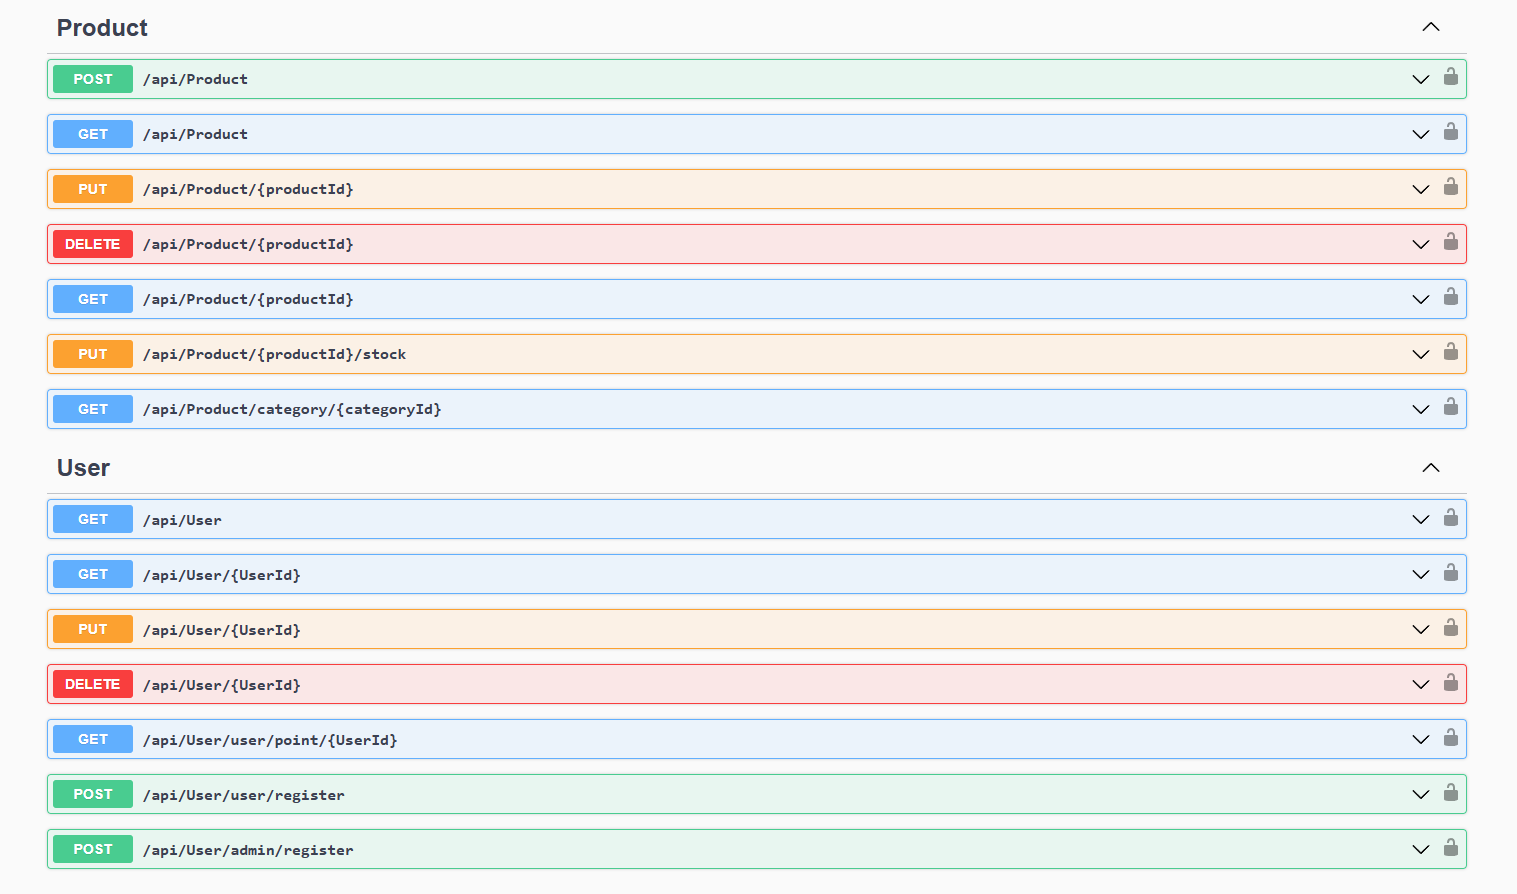 Product
POST /api/Product
GET /api/Product
PUT /api/Product/{productId}
DELETE /api/Product/{productId}
GET /api/Product/{productId}
PUT /api/Product/{productId}/stock
GET /api/Product/category/{categoryId}
User
GET /api/User
GET /api/User/{UserId}
PUT /api/User/{UserId}
DELETE /api/User/{UserId}
GET /api/User/user/point/{UserId}
POST /api/User/user/register
POST /api/User/admin/register